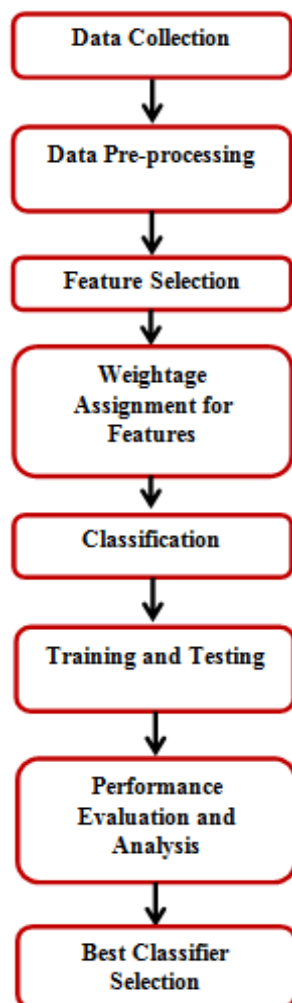 Data Collection
Data Pre-processing
Feature Selection
Weightage
Assignment for
Features
Classification
Training and Testing
Performance
Evaluation and
Analysis
Best Classifier
Selection